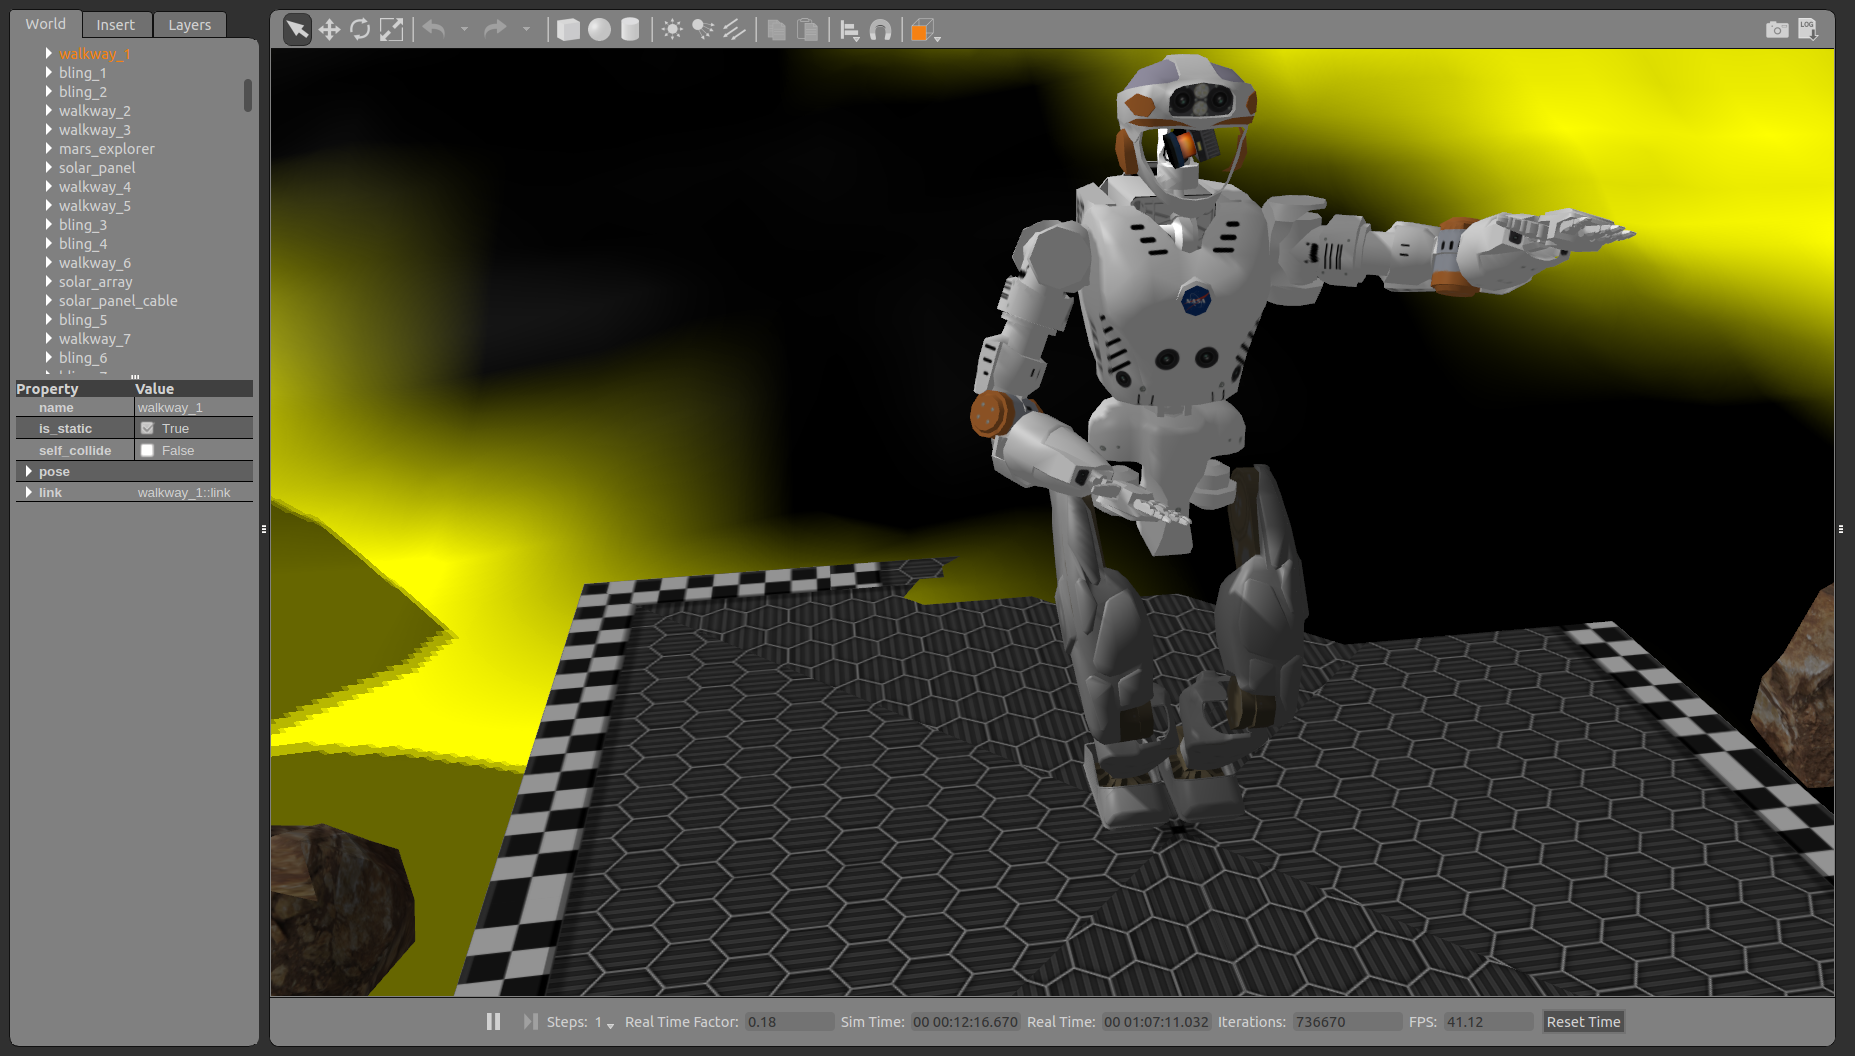 World Insert Layers
walkway_1
bling_1
bling_2
walkway_2
walkway_3
mars_explorer
solar_panel
walkway_4
walkway_5
bling_3
bling_4
walkway_6
solar_array
solar_panel_cable
bling_5
walkway_7
bling_6
Property Value
name walkway_1
is_static True
self_collide False
pose
link walkway_1::link
LOG
NASA
Steps: 1 Real Time Factor: 0.18 Sim Time: 00 00:12:16.670 Real Time: 00 01:07:11.032 Iterations: 736670 FPS: 41.12 Reset Time